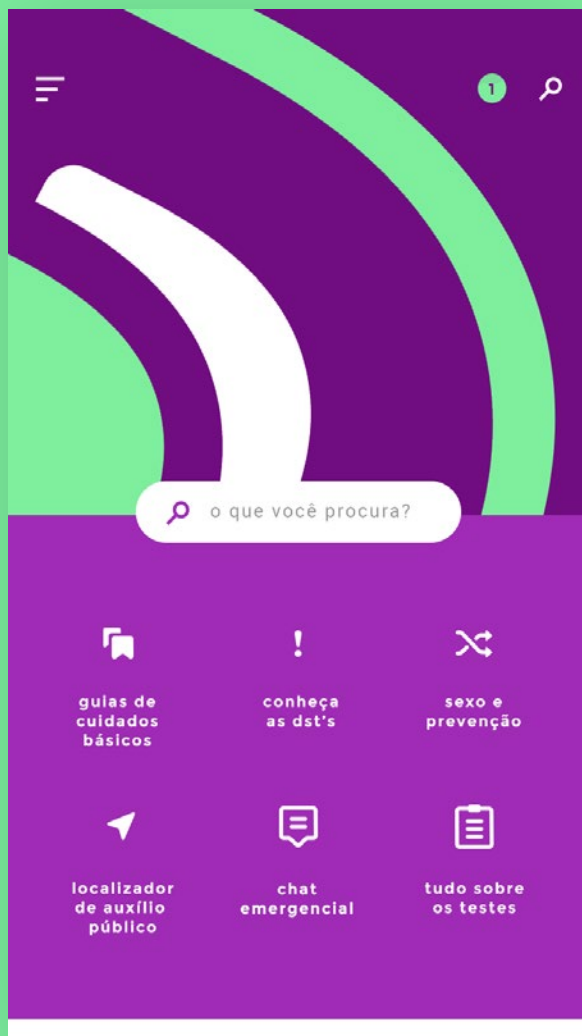 1
o que você procura?
guias de
cuidados
básicos
conheça
as dst's
sexo e
prevenção
localizador
de auxílio
público
chat
emergencial
tudo sobre
os testes